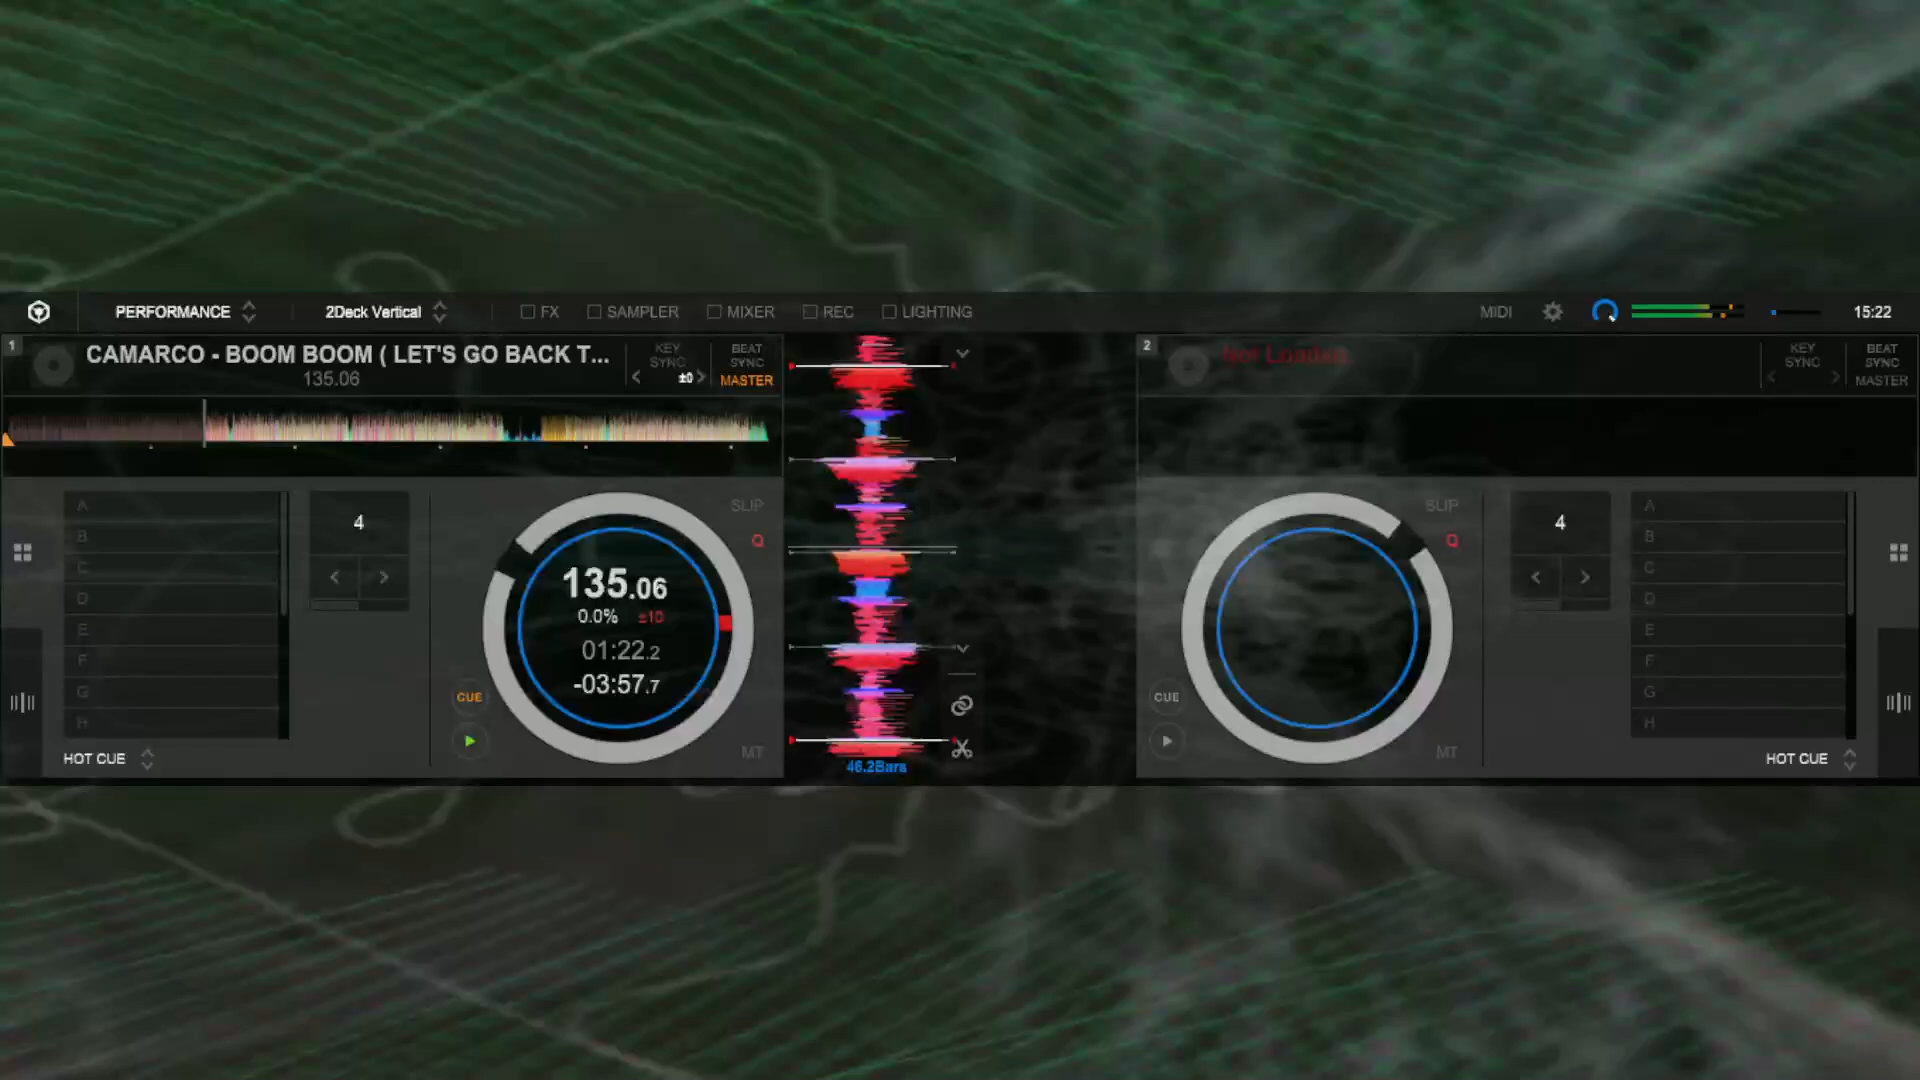 PERFORMANCE 2Deck Vertical FX SAMPLER MIXER REC LIGHTING MIDI 15:22
1 CAMARCO - BOOM BOOM ( LET'S GO BACK T...
135.06
KEY SYNC ±0
BEAT SYNC MASTER
A
B
C
D
E
F
G
H
HOT CUE
4
SLIP
Q
135.06
0.0% ±10
01:22.2
-03:57.7
CUE
MT
46.2Bars
2 Not Loaded.
KEY SYNC
BEAT SYNC MASTER
SLIP
Q
CUE
MT
4
A
B
C
D
E
F
G
H
HOT CUE